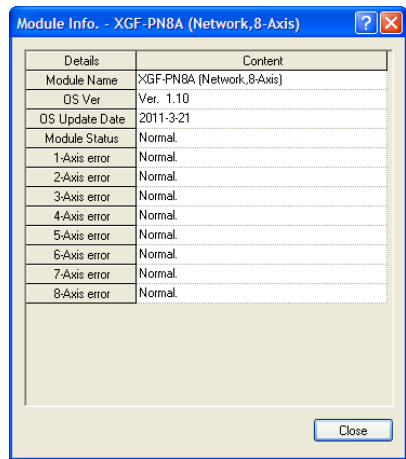 Module Info. - XGF-PN8A (Network,8-Axis)
Details Content
Module Name XGF-PN8A (Network,8-Axis)
OS Ver Ver. 1.10
OS Update Date 2011-3-21
Module Status Normal.
1-Axis error Normal.
2-Axis error Normal.
3-Axis error Normal.
4-Axis error Normal.
5-Axis error Normal.
6-Axis error Normal.
7-Axis error Normal.
8-Axis error Normal.
Close